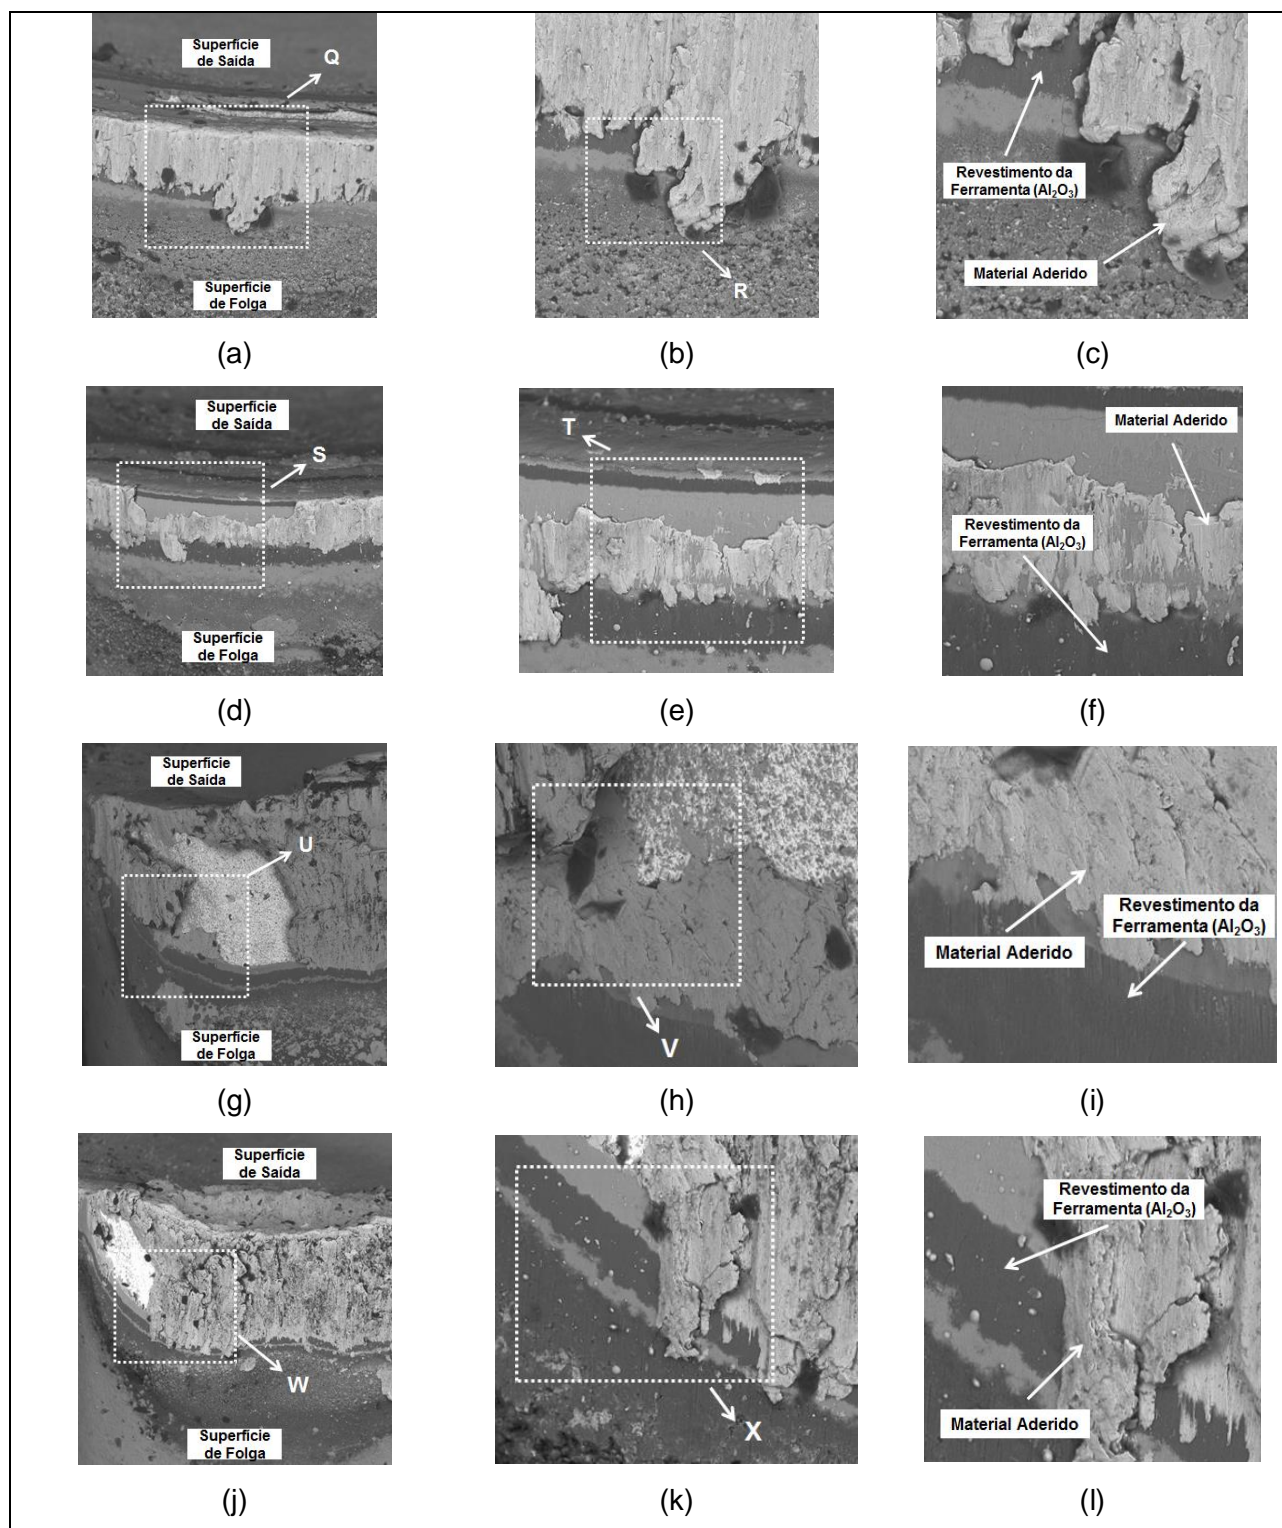 Superfície
de Saída
Q
Superfície
de Folga
(a)
R
(b)
Revestimento da
Ferramenta (Al₂O₃)
Material Aderido
(c)
Superfície
de Saída
S
Superfície
de Folga
(d)
T
(e)
Material Aderido
Revestimento da
Ferramenta (Al₂O₃)
(f)
Superfície
de Saída
U
Superfície
de Folga
(g)
V
(h)
Revestimento da
Ferramenta (Al₂O₃)
Material Aderido
(i)
Superfície
de Saída
W
Superfície
de Folga
(j)
X
(k)
Revestimento da
Ferramenta (Al₂O₃)
Material Aderido
(l)